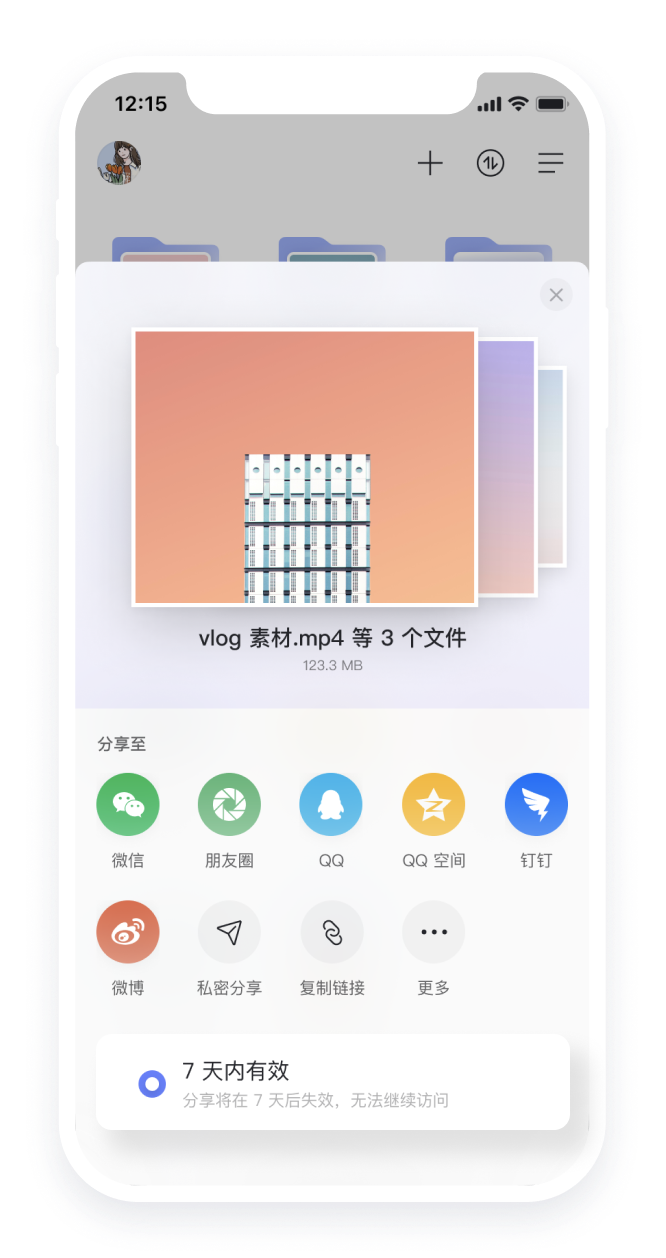 12:15
vlog 素材.mp4 等 3 个文件
123.3 MB
分享至
微信 朋友圈 QQ QQ 空间 钉钉
微博 私密分享 复制链接 更多
7 天内有效
分享将在 7 天后失效，无法继续访问